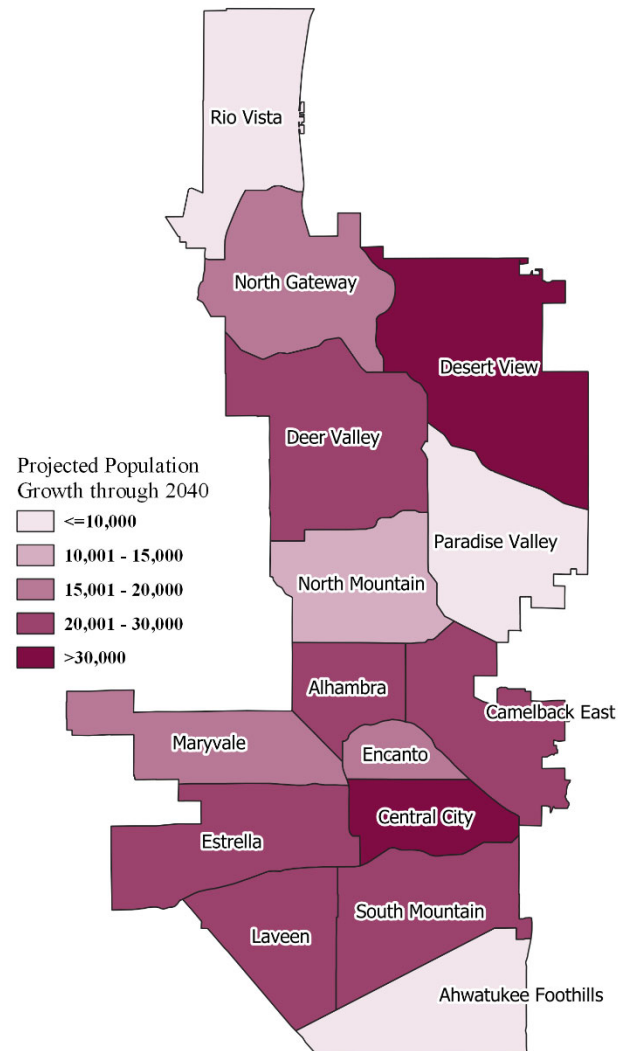 Rio Vista
North Gateway
Desert View
Deer Valley
Projected Population
Growth through 2040
<=10,000
10,001 - 15,000
15,001 - 20,000
20,001 - 30,000
>30,000
Paradise Valley
North Mountain
Alhambra
Camelback East
Maryvale
Encanto
Central City
Estrella
South Mountain
Laveen
Ahwatukee Foothills